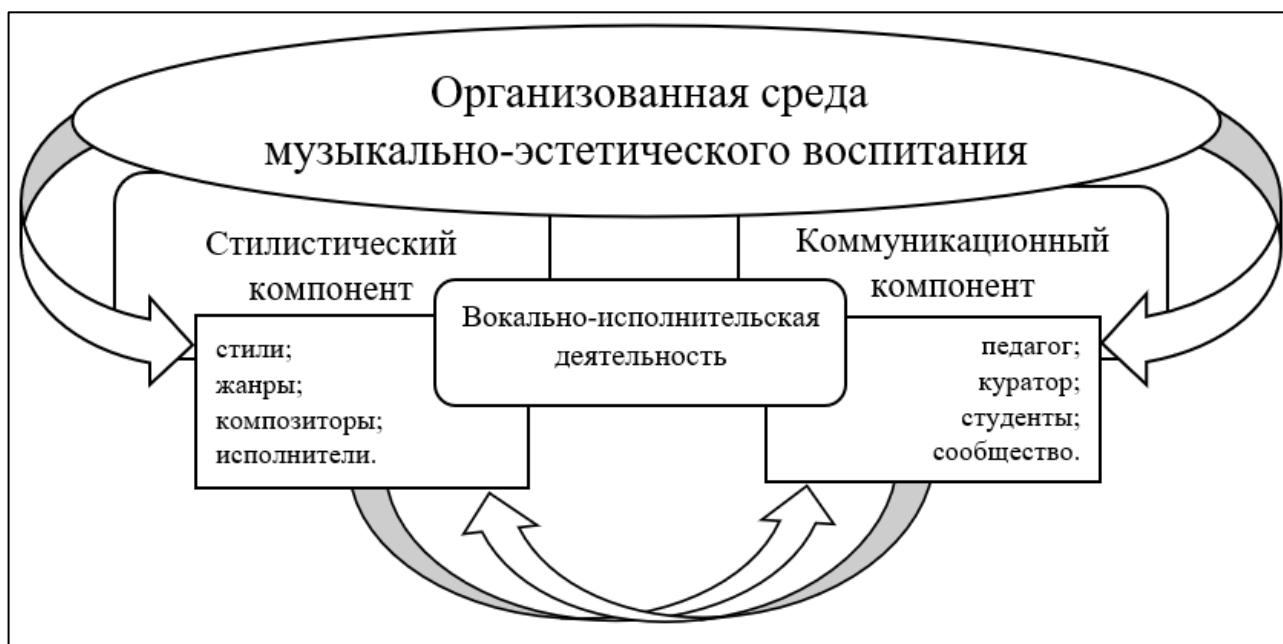 Организованная среда
музыкально-эстетического воспитания
Стилистический
компонент
Коммуникационный
компонент
Вокально-исполнительская
деятельность
стили;
жанры;
композиторы;
исполнители.
педагог;
куратор;
студенты;
сообщество.